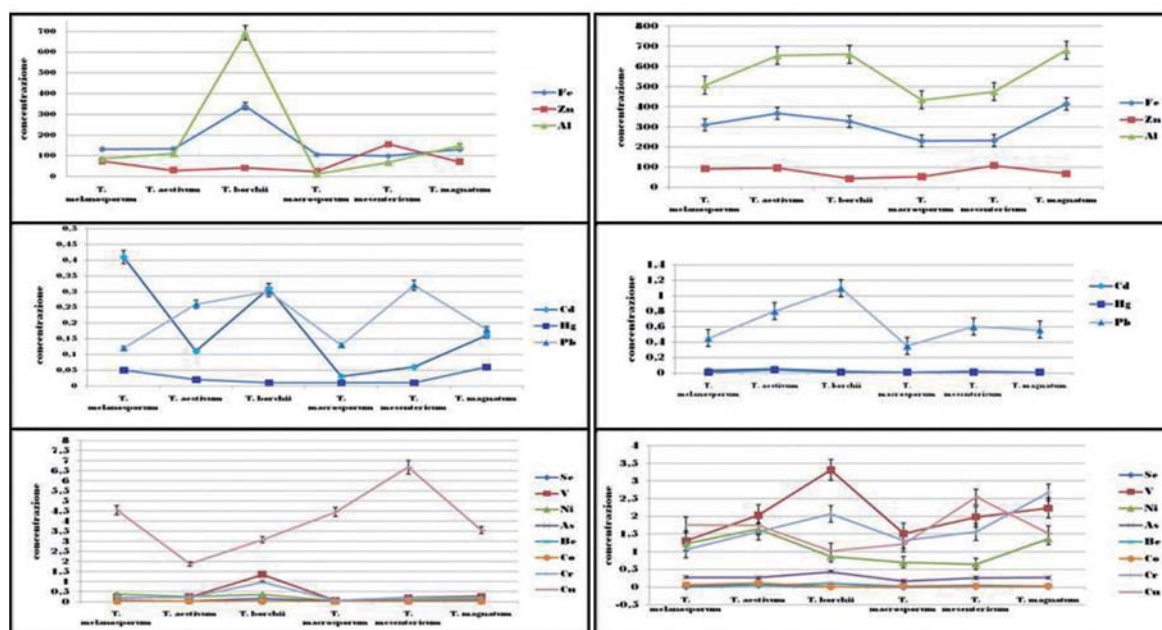 concentrazione
700
600
500
400
300
200
100
0
T. melanosporum
T. aestivum
T. borchii
T. macrosporum
T. mesentericum
T. magnatum
Fe
Zn
Al
concentrazione
800
700
600
500
400
300
200
100
0
T. melanosporum
T. aestivum
T. borchii
T. macrosporum
T. mesentericum
T. magnatum
Fe
Zn
Al
concentrazione
0,5
0,45
0,4
0,35
0,3
0,25
0,2
0,15
0,1
0,05
0
T. melanosporum
T. aestivum
T. borchii
T. macrosporum
T. mesentericum
T. magnatum
Cd
Hg
Pb
concentrazione
1,4
1,2
1
0,8
0,6
0,4
0,2
0
T. melanosporum
T. aestivum
T. borchii
T. macrosporum
T. mesentericum
T. magnatum
Cd
Hg
Pb
concentrazione
8
7,5
7
6,5
6
5,5
5
4,5
4
3,5
3
2,5
2
1,5
1
0,5
0
T. melanosporum
T. aestivum
T. borchii
T. macrosporum
T. mesentericum
T. magnatum
Se
V
Ni
As
Be
Co
Cr
Cu
concentrazione
4
3,5
3
2,5
2
1,5
1
0,5
0
-0,5
T. melanosporum
T. aestivum
T. borchii
T. macrosporum
T. mesentericum
T. magnatum
Se
V
Ni
As
Be
Co
Cr
Cu